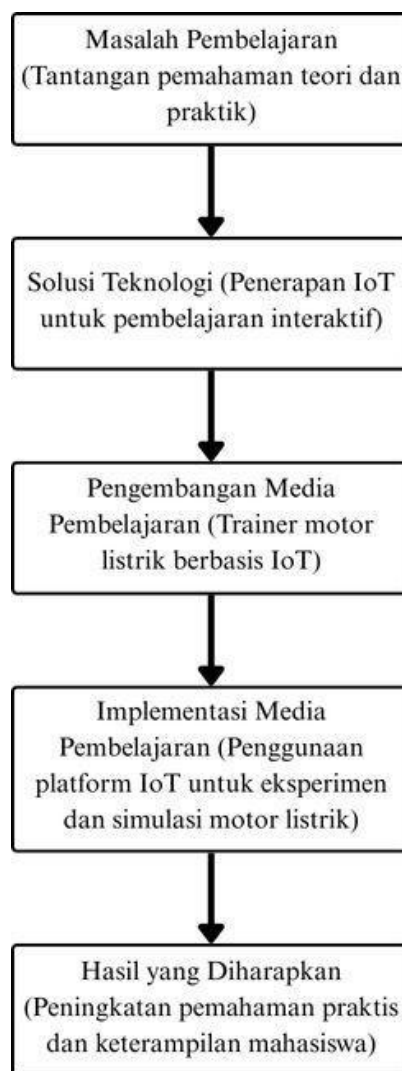 Masalah Pembelajaran
(Tantangan pemahaman teori dan
praktik)
Solusi Teknologi (Penerapan IoT
untuk pembelajaran interaktif)
Pengembangan Media
Pembelajaran (Trainer motor
listrik berbasis IoT)
Implementasi Media
Pembelajaran (Penggunaan
platform IoT untuk eksperimen
dan simulasi motor listrik)
Hasil yang Diharapkan
(Peningkatan pemahaman praktis
dan keterampilan mahasiswa)